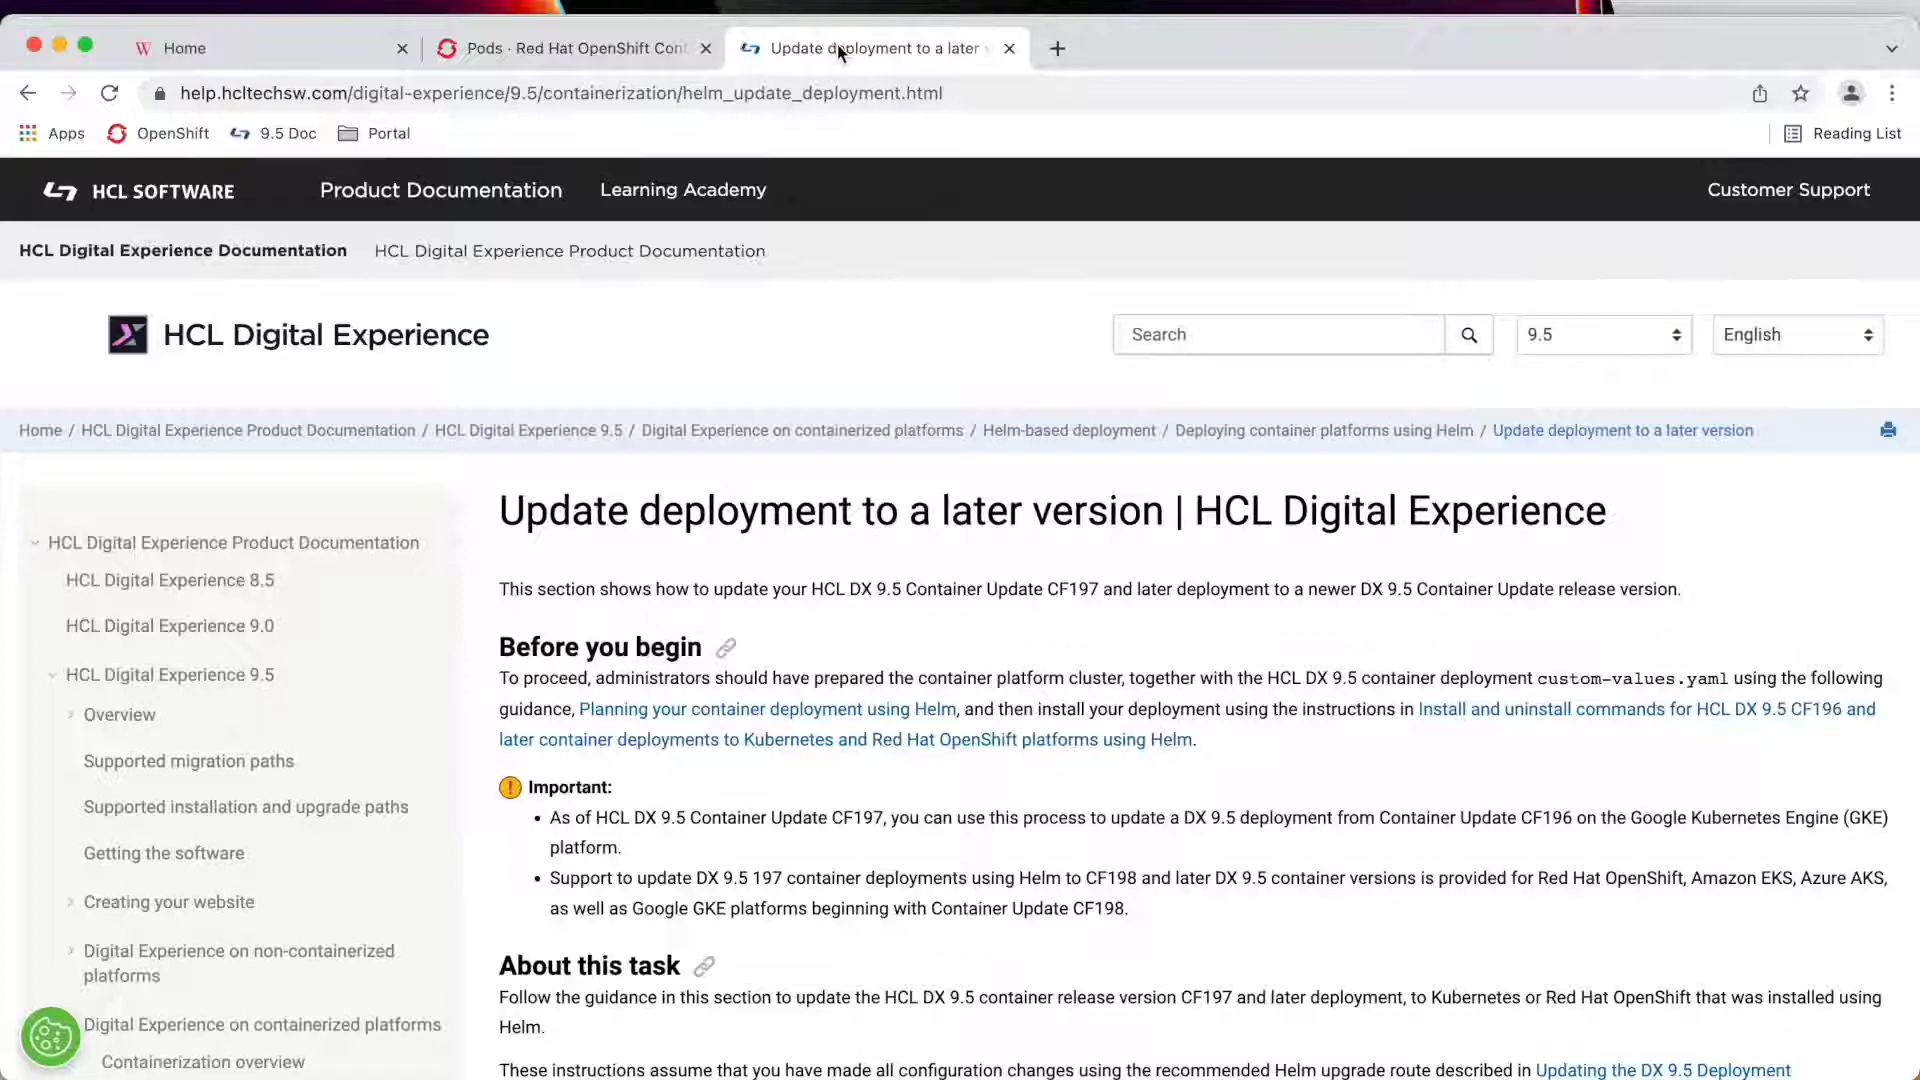 Home
Pods · Red Hat OpenShift Cont
Update deployment to a later
help.hcltechsw.com/digital-experience/9.5/containerization/helm_update_deployment.html
Apps
OpenShift
9.5 Doc
Portal
Reading List
HCL SOFTWARE
Product Documentation
Learning Academy
Customer Support
HCL Digital Experience Documentation
HCL Digital Experience Product Documentation
HCL Digital Experience
Search
9.5
English
Home / HCL Digital Experience Product Documentation / HCL Digital Experience 9.5 / Digital Experience on containerized platforms / Helm-based deployment / Deploying container platforms using Helm / Update deployment to a later version
HCL Digital Experience Product Documentation
HCL Digital Experience 8.5
HCL Digital Experience 9.0
HCL Digital Experience 9.5
Overview
Supported migration paths
Supported installation and upgrade paths
Getting the software
Creating your website
Digital Experience on non-containerized
platforms
Digital Experience on containerized platforms
Containerization overview
Update deployment to a later version | HCL Digital Experience
This section shows how to update your HCL DX 9.5 Container Update CF197 and later deployment to a newer DX 9.5 Container Update release version.
Before you begin
To proceed, administrators should have prepared the container platform cluster, together with the HCL DX 9.5 container deployment custom-values.yaml using the following
guidance, Planning your container deployment using Helm, and then install your deployment using the instructions in Install and uninstall commands for HCL DX 9.5 CF196 and
later container deployments to Kubernetes and Red Hat OpenShift platforms using Helm.
! Important:
• As of HCL DX 9.5 Container Update CF197, you can use this process to update a DX 9.5 deployment from Container Update CF196 on the Google Kubernetes Engine (GKE)
platform.
• Support to update DX 9.5 197 container deployments using Helm to CF198 and later DX 9.5 container versions is provided for Red Hat OpenShift, Amazon EKS, Azure AKS,
as well as Google GKE platforms beginning with Container Update CF198.
About this task
Follow the guidance in this section to update the HCL DX 9.5 container release version CF197 and later deployment, to Kubernetes or Red Hat OpenShift that was installed using
Helm.
These instructions assume that you have made all configuration changes using the recommended Helm upgrade route described in Updating the DX 9.5 Deployment